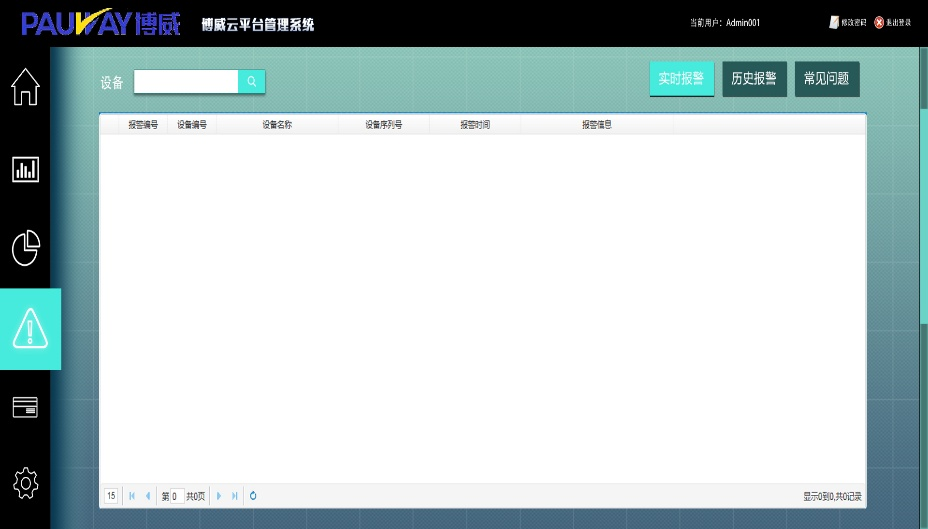 PAUWAY博威 博威云平台管理系统 当前用户：Admin001 修改密码 退出登录
设备 实时报警 历史报警 常见问题
报警编号 设备编号 设备名称 设备序列号 报警时间 报警信息
15 第 0 共0页 显示0到0,共0记录